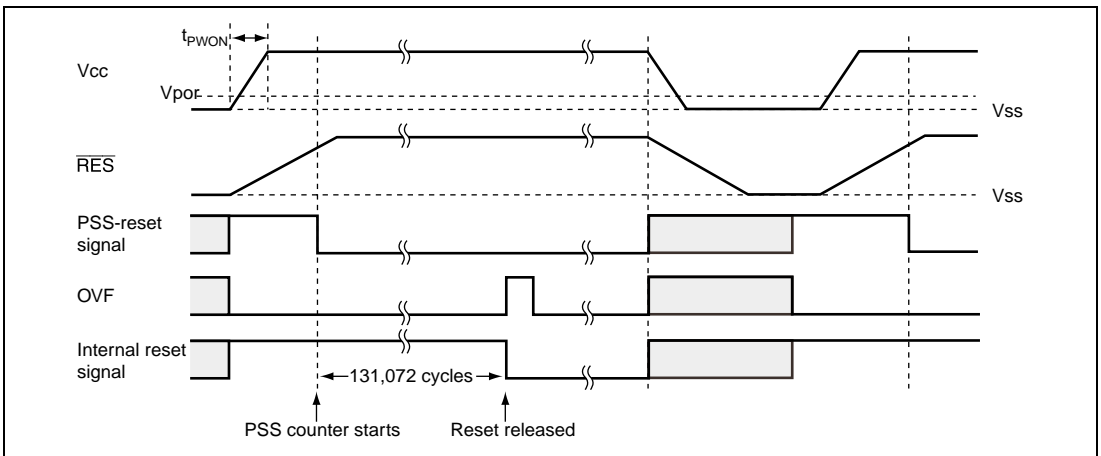 tPWON
Vcc
Vpor
Vss
RES
Vss
PSS-reset
signal
OVF
Internal reset
signal
131,072 cycles
PSS counter starts
Reset released